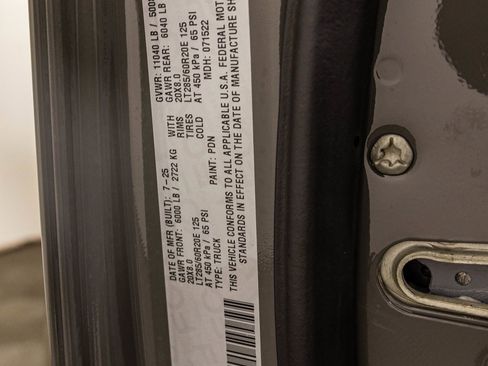 DATE OF MFR (BUILT): 7-25 GVWR: 11040 LB /
GAWR FRONT: 6000 LB / 2722 KG WITH GAWR REAR: 6040 LB
20X8.0 RIMS 20X8.0
LT285/60R20E 125 TIRES LT285/60R20E 125
AT 450 kPa / 65 PSI COLD AT 450 kPa / 65 PSI
TYPE: TRUCK PAINT: PDN MDH: 071522
THIS VEHICLE CONFORMS TO ALL APPLICABLE U.S.A. FEDERAL
STANDARDS IN EFFECT ON THE DATE OF MANUFACTURE